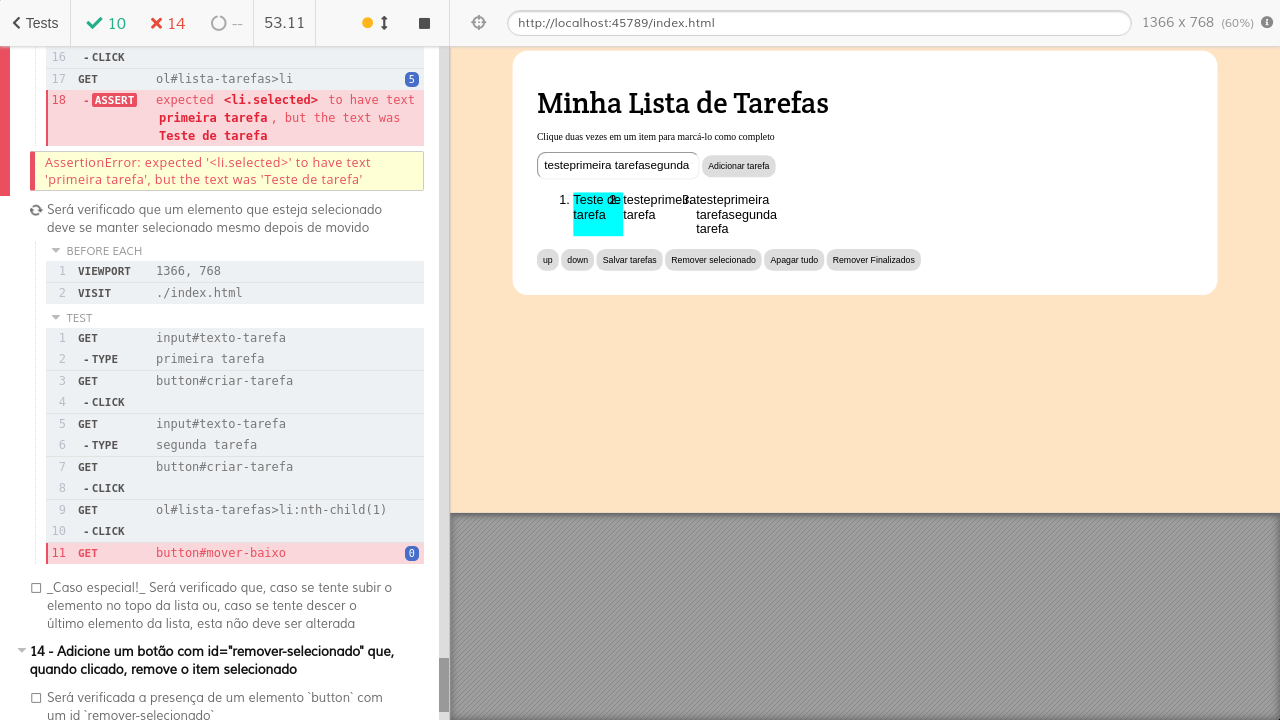 Tests
10
14
--
53.11
http://localhost:45789/index.html
1366 x 768 (60%)
16 -CLICK
17 GET ol#lista-tarefas>li 5
18 -ASSERT expected <li.selected> to have text
primeira tarefa, but the text was
Teste de tarefa
AssertionError: expected '<li.selected>' to have text
'primeira tarefa', but the text was 'Teste de tarefa'
Será verificado que um elemento que esteja selecionado
deve se manter selecionado mesmo depois de movido
BEFORE EACH
1 VIEWPORT 1366, 768
2 VISIT ./index.html
TEST
1 GET input#texto-tarefa
2 -TYPE primeira tarefa
3 GET button#criar-tarefa
4 -CLICK
5 GET input#texto-tarefa
6 -TYPE segunda tarefa
7 GET button#criar-tarefa
8 -CLICK
9 GET ol#lista-tarefas>li:nth-child(1)
10 -CLICK
11 GET button#mover-baixo 0
_Caso especial!_ Será verificado que, caso se tente subir o
elemento no topo da lista ou, caso se tente descer o
último elemento da lista, esta não deve ser alterada
14 - Adicione um botão com id="remover-selecionado" que,
quando clicado, remove o item selecionado
Será verificada a presença de um elemento `button` com
um id `remover-selecionado`
Minha Lista de Tarefas
Clique duas vezes em um item para marcá-lo como completo
testeprimeira tarefasegunda
Adicionar tarefa
1. Teste de
tarefa
2. testeprimeira
tarefa
3. testeprimeira
tarefasegunda
tarefa
up down Salvar tarefas Remover selecionado Apagar tudo Remover Finalizados